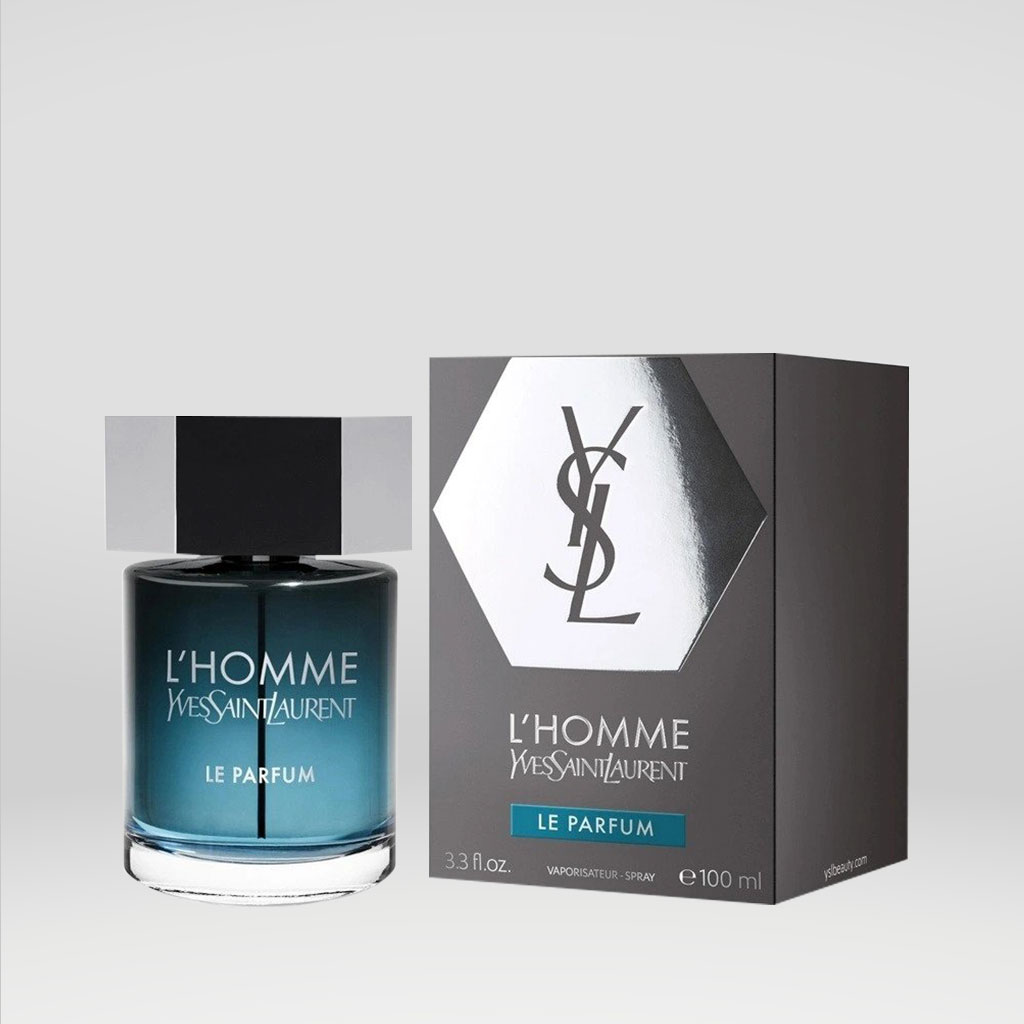 L'HOMME
YVESSAINTLAURENT
LE PARFUM
YSL
L'HOMME
YVESSAINTLAURENT
LE PARFUM
3.3 fl.oz.
VAPORISATEUR - SPRAY
℮100 ml
yslbeauty.com